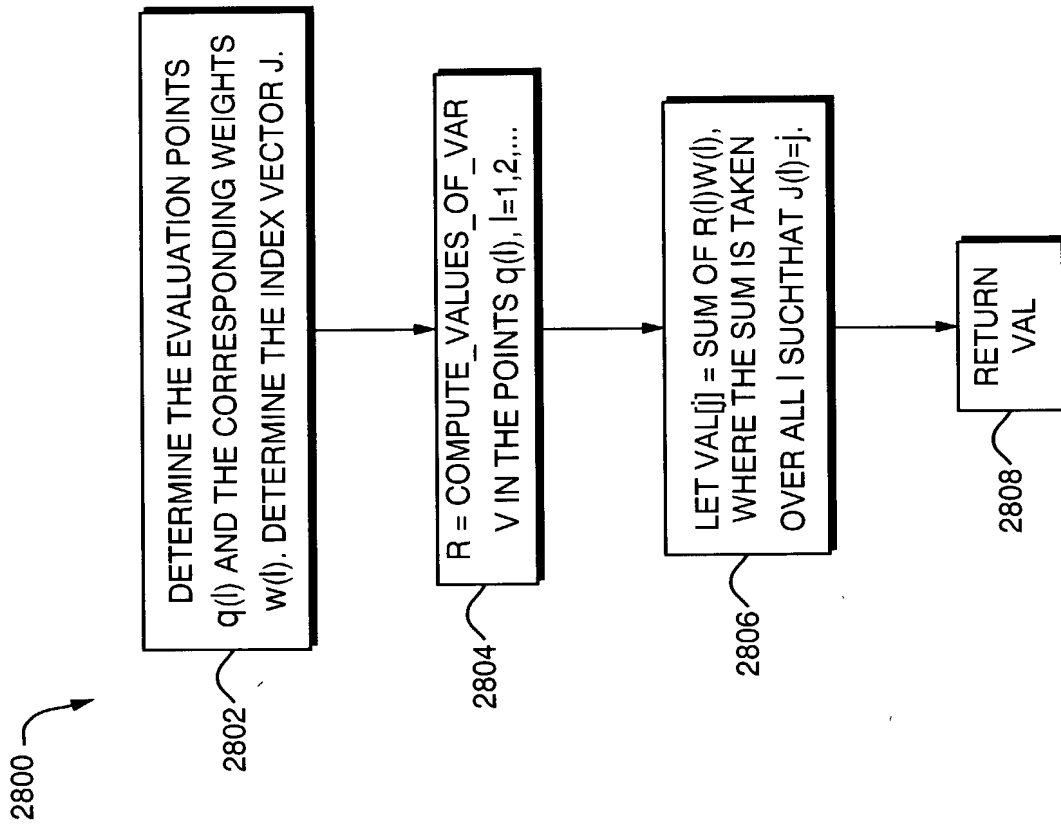 2800
DETERMINE THE EVALUATION POINTS
q(l) AND THE CORRESPONDING WEIGHTS
w(l). DETERMINE THE INDEX VECTOR J.
2802
R = COMPUTE_VALUES_OF_VAR
V IN THE POINTS q(l), l=1,2,...
2804
LET VAL[j] = SUM OF R(l)W(l),
WHERE THE SUM IS TAKEN
OVER ALL l SUCHTHAT J(l)=j.
2806
RETURN
VAL
2808